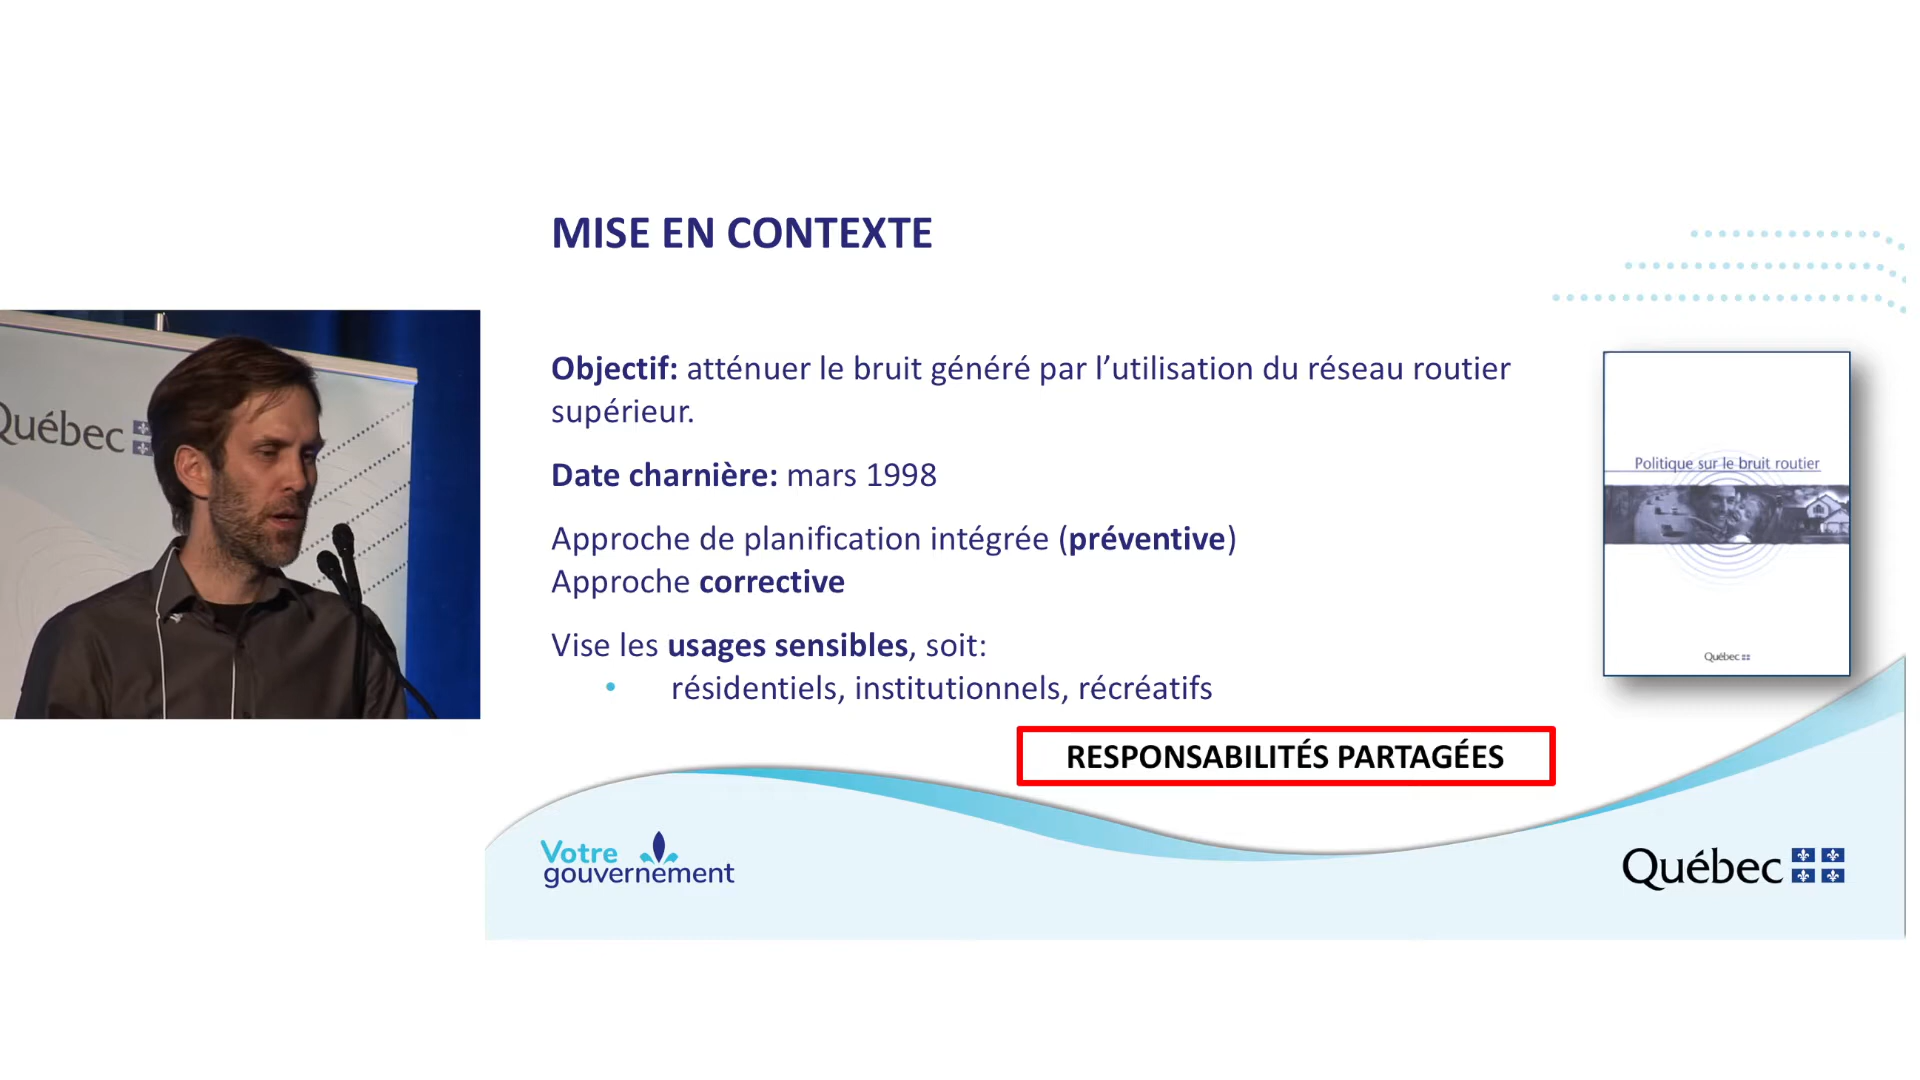 MISE EN CONTEXTE
Objectif: atténuer le bruit généré par l’utilisation du réseau routier
supérieur.
Date charnière: mars 1998
Approche de planification intégrée (préventive)
Approche corrective
Vise les usages sensibles, soit:
• résidentiels, institutionnels, récréatifs
RESPONSABILITÉS PARTAGÉES
Politique sur le bruit routier
Québec
Québec
Votre
gouvernement
Québec